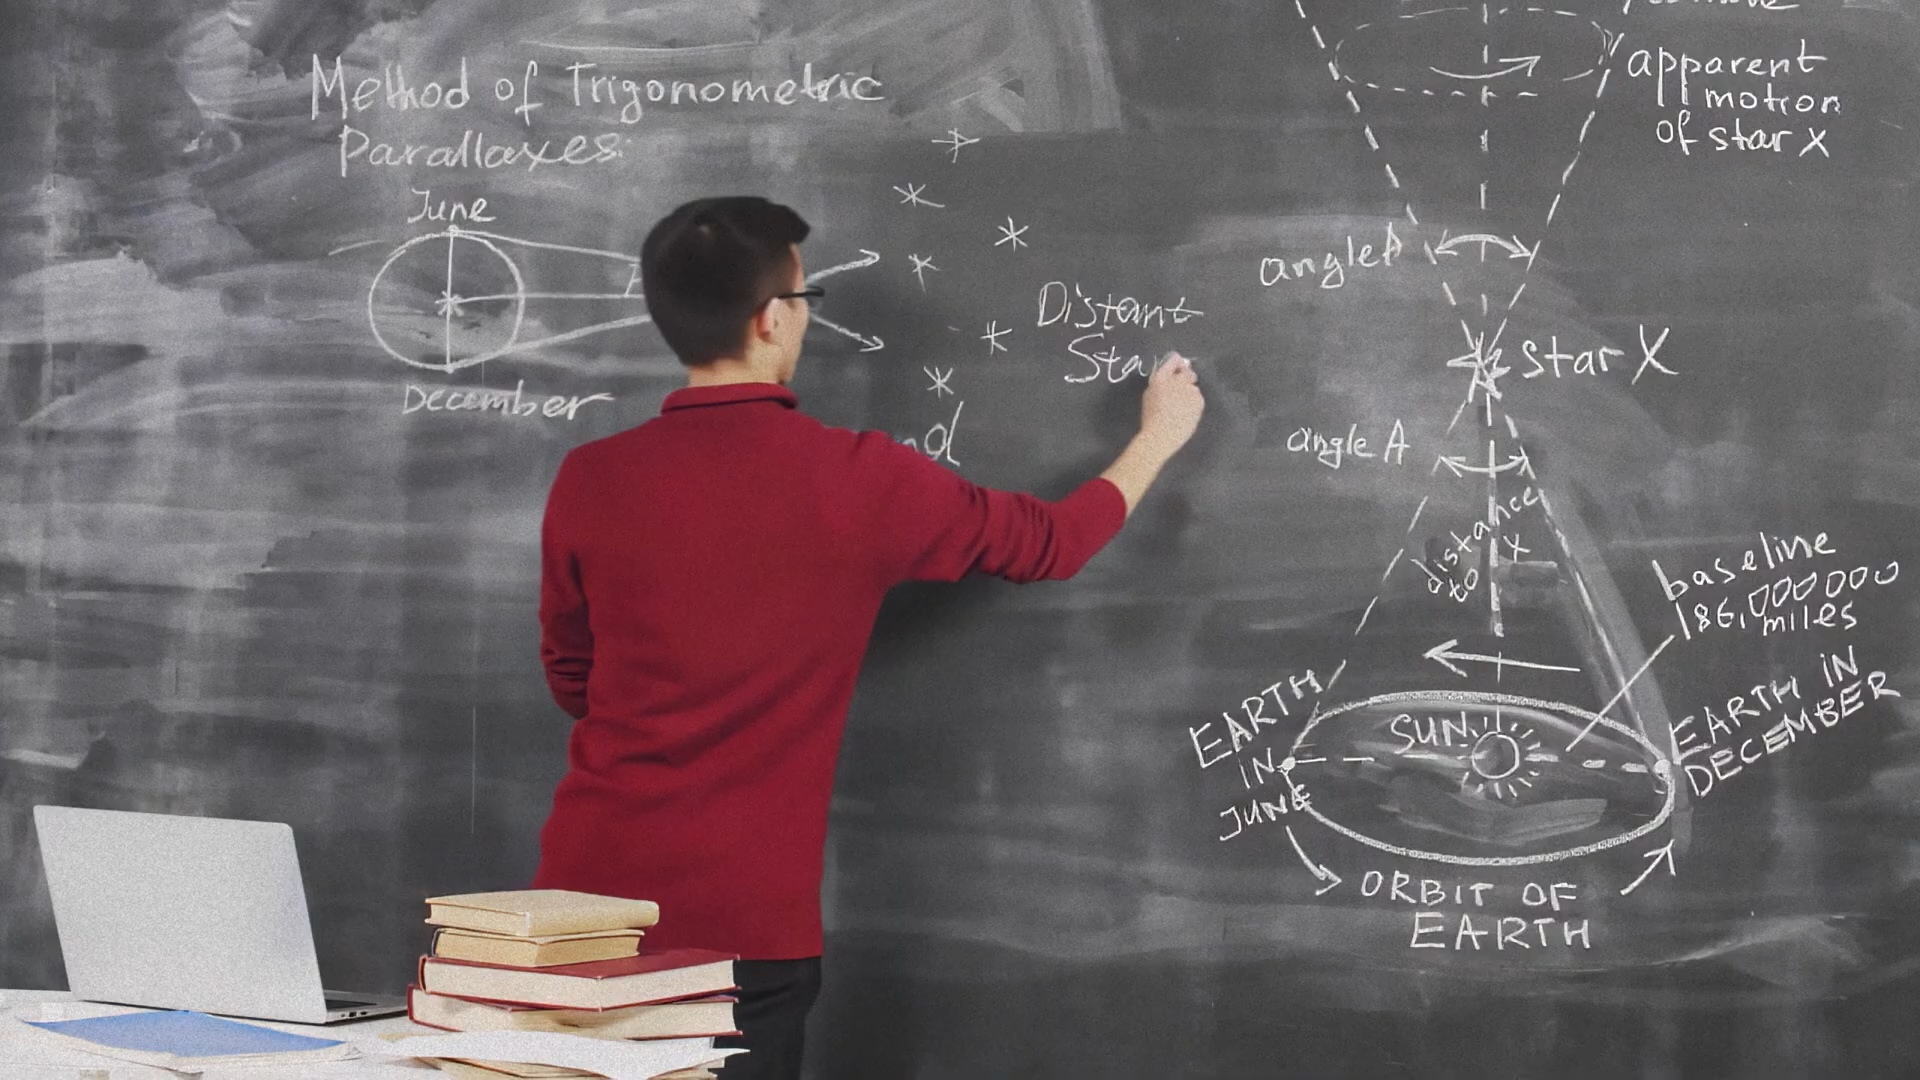 Method of Trigonometric
Parallaxes:
June
December
Distant
Sta
apparent
motion
of star X
angle A
star X
angle A
distance
to X
baseline
186,000000
miles
EARTH
IN
JUNE
SUN
EARTH IN
DECEMBER
ORBIT OF
EARTH